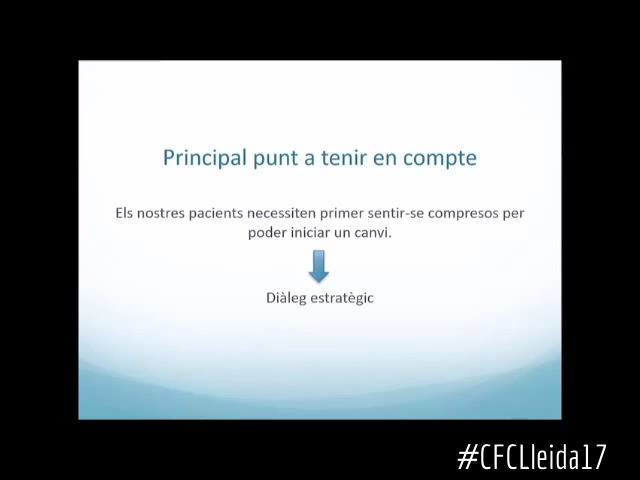 Principal punt a tenir en compte
Els nostres pacients necessiten primer sentir-se compresos per
poder iniciar un canvi.
Diàleg estratègic
#CFCLleida17